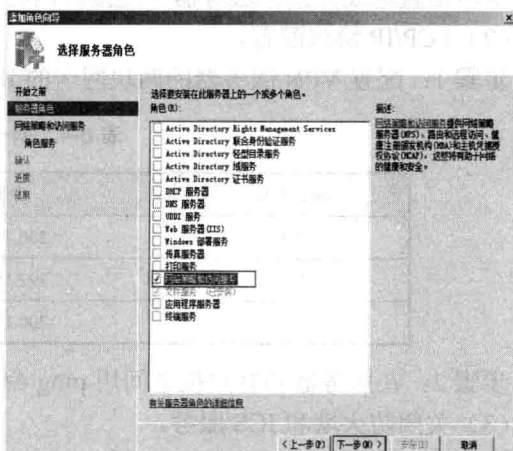 添加角色向导
选择服务器角色
开始之前
服务器角色
网络策略和访问服务
角色服务
确认
进度
结果
选择要安装在此服务器上的一个或多个角色。
角色(R):
Active Directory Rights Management Services
Active Directory 联合身份验证服务
Active Directory 轻型目录服务
Active Directory 域服务
Active Directory 证书服务
DHCP 服务器
DNS 服务器
UDDI 服务
Web 服务器(IIS)
Windows 部署服务
传真服务器
打印服务
网络策略和访问服务
文件服务 (已安装)
应用程序服务器
终端服务
有关服务器角色的详细信息
描述:
网络策略和访问服务提供网络策略
服务器(NPS)、路由和远程访问、健
康注册颁发机构(HRA)和主机凭据授
权协议(HCAP),这些将有助于网络
的健康和安全。
<上一步(P) 下一步(N)> 安装(I) 取消